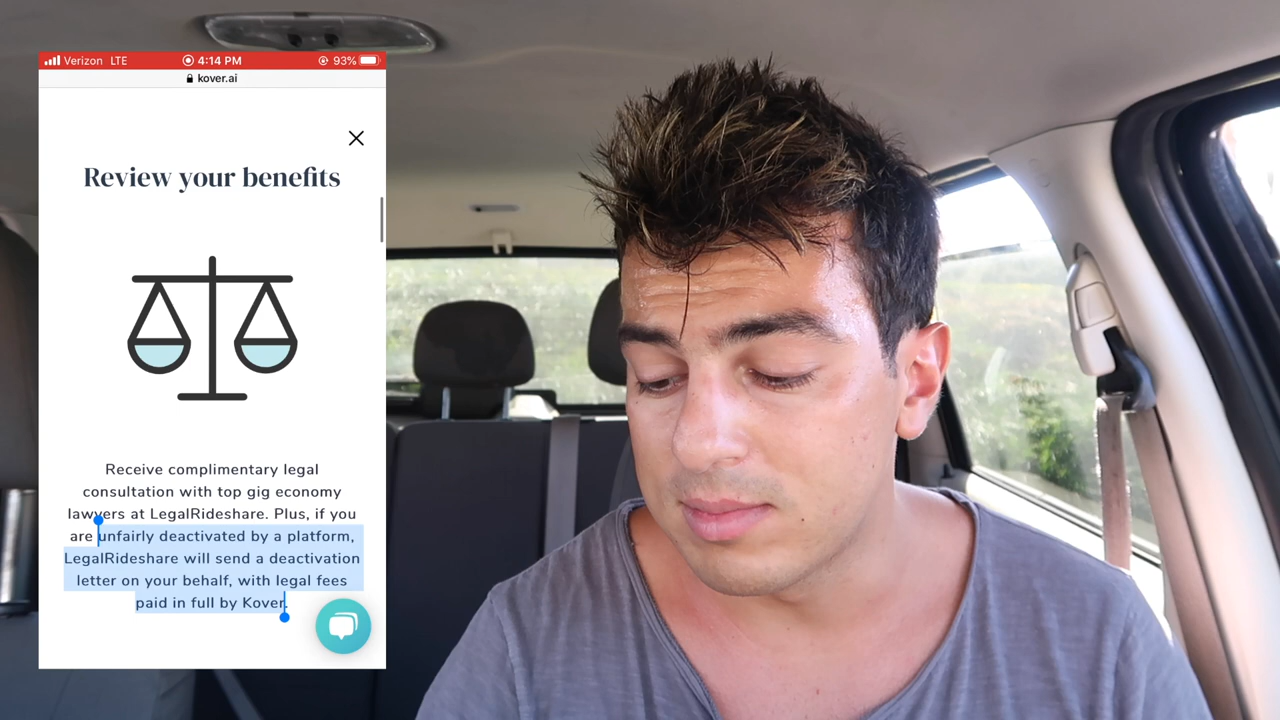 Verizon LTE 4:14 PM 93%
kover.ai
Review your benefits
Receive complimentary legal
consultation with top gig economy
lawyers at LegalRideshare. Plus, if you
are unfairly deactivated by a platform,
LegalRideshare will send a deactivation
letter on your behalf, with legal fees
paid in full by Kover.